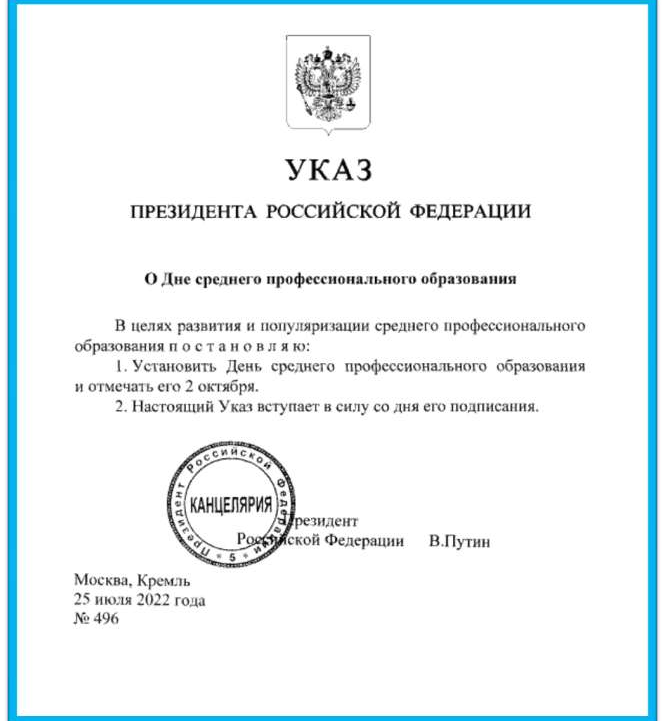 УКАЗ
ПРЕЗИДЕНТА РОССИЙСКОЙ ФЕДЕРАЦИИ
О Дне среднего профессионального образования
В целях развития и популяризации среднего профессионального
образования п о с т а н о в л я ю:
1. Установить День среднего профессионального образования
и отмечать его 2 октября.
2. Настоящий Указ вступает в силу со дня его подписания.
Президент Российской Федерации
КАНЦЕЛЯРИЯ
* 5 *
Президент
Российской Федерации В.Путин
Москва, Кремль
25 июля 2022 года
№ 496